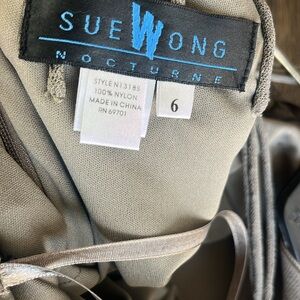 SUE WONG
NOCTURNE
STYLE N13185
100% NYLON
MADE IN CHINA
RN 69701
6